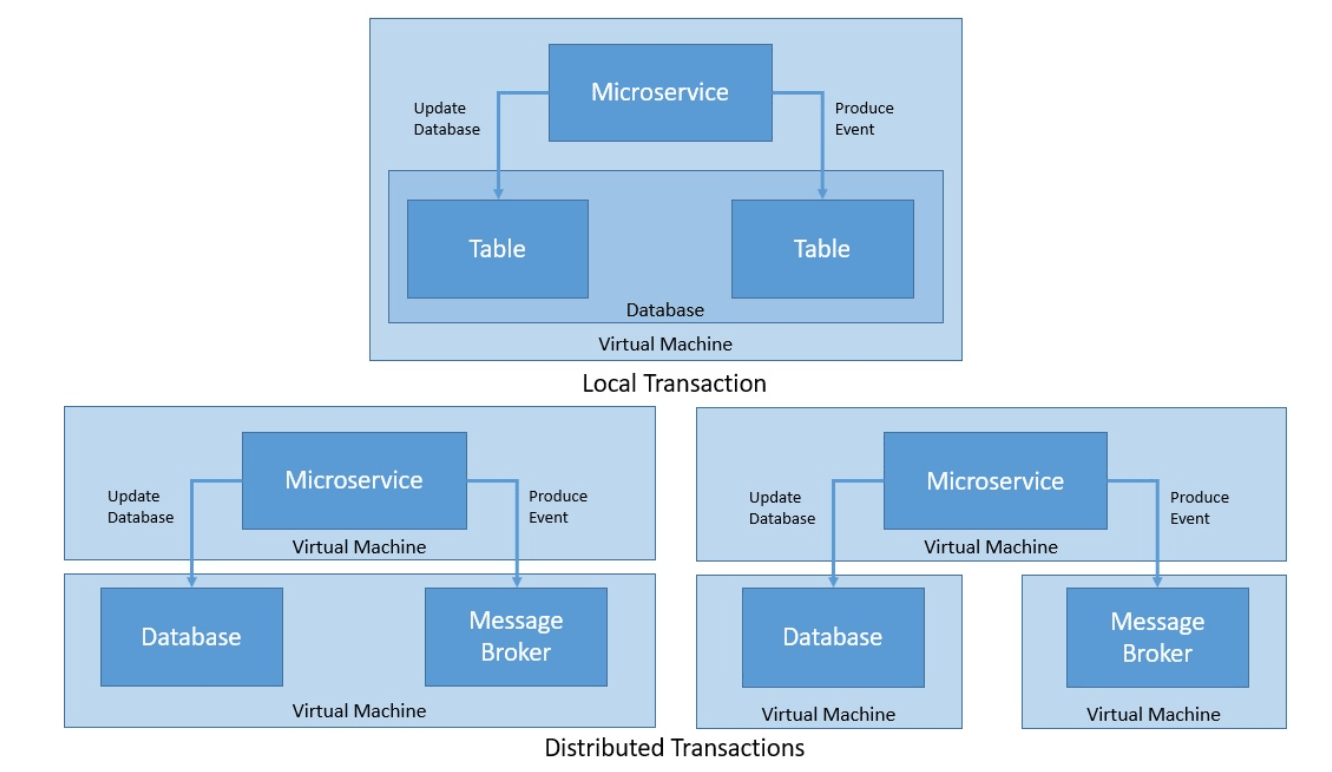 Microservice
Update
Database
Produce
Event
Table
Table
Database
Virtual Machine
Local Transaction
Microservice
Update
Database
Produce
Event
Virtual Machine
Database
Message
Broker
Virtual Machine
Microservice
Update
Database
Produce
Event
Virtual Machine
Database
Virtual Machine
Message
Broker
Virtual Machine
Distributed Transactions